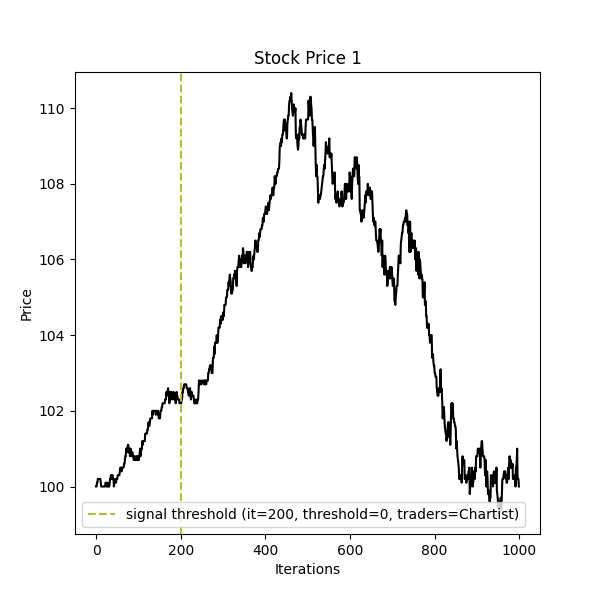 Stock Price 1
Price
110
108
106
104
102
100
signal threshold (it=200, threshold=0, traders=Chartist)
0 200 400 600 800 1000
Iterations